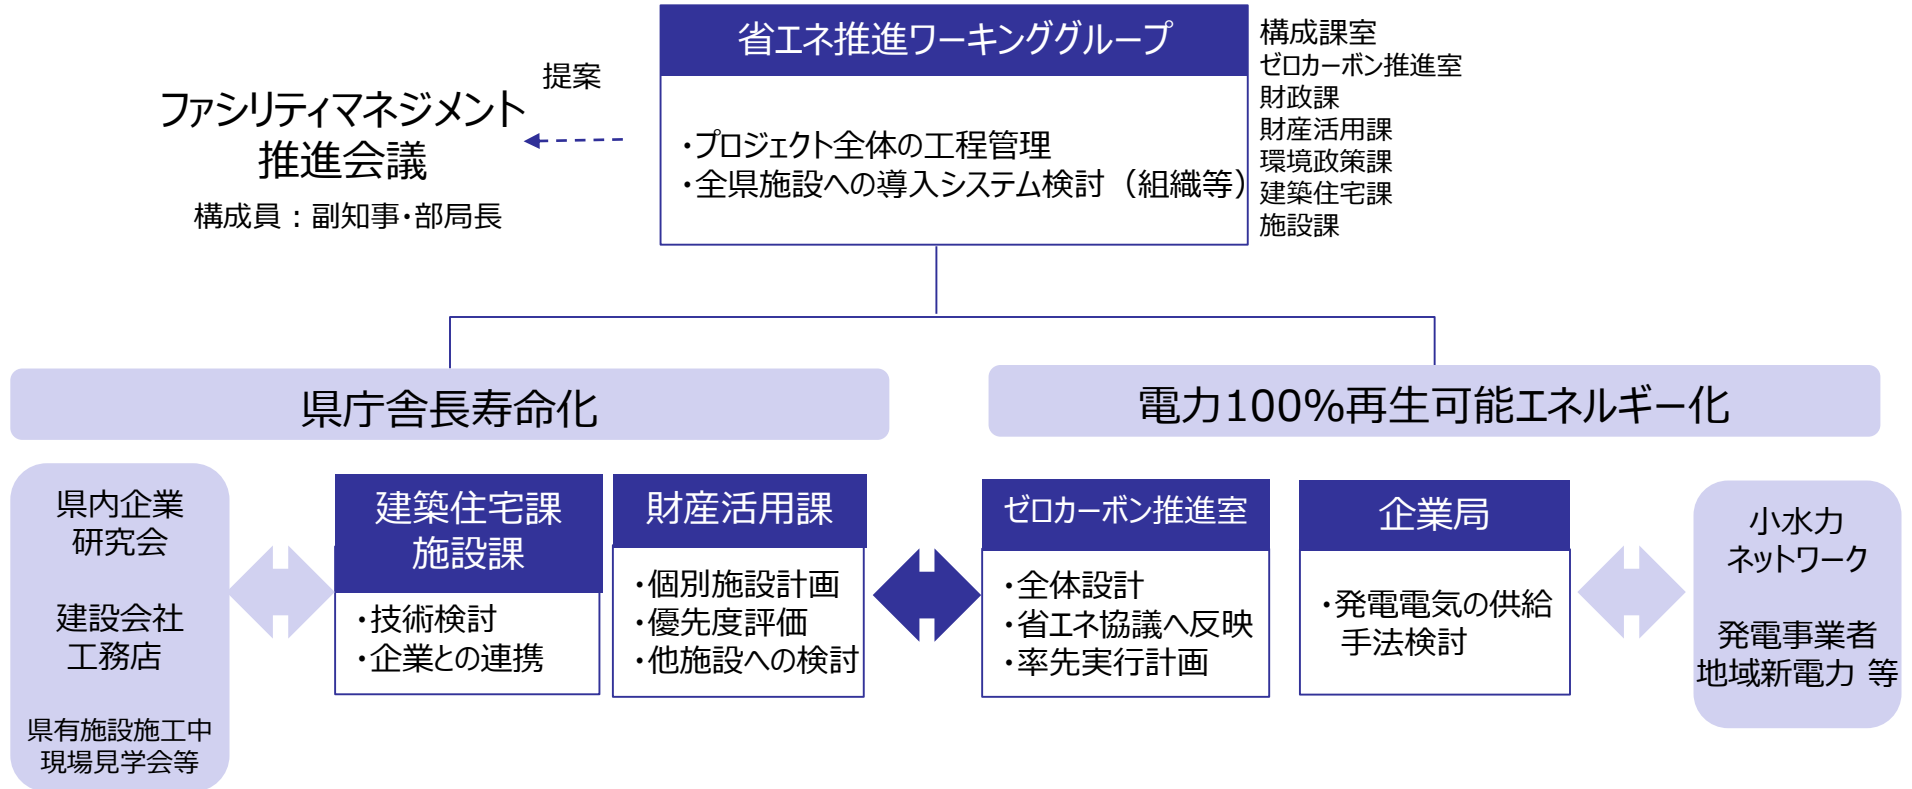 省エネ推進ワーキンググループ
・プロジェクト全体の工程管理
・全県施設への導入システム検討（組織等）
構成課室
ゼロカーボン推進室
財政課
財産活用課
環境政策課
建築住宅課
施設課
提案
ファシリティマネジメント
推進会議
構成員：副知事・部局長
県庁舎長寿命化
電力100%再生可能エネルギー化
県内企業
研究会
建設会社
工務店
県有施設施工中
現場見学会等
建築住宅課
施設課
・技術検討
・企業との連携
財産活用課
・個別施設計画
・優先度評価
・他施設への検討
ゼロカーボン推進室
・全体設計
・省エネ協議へ反映
・率先実行計画
企業局
・発電電気の供給
手法検討
小水力
ネットワーク
発電事業者
地域新電力 等